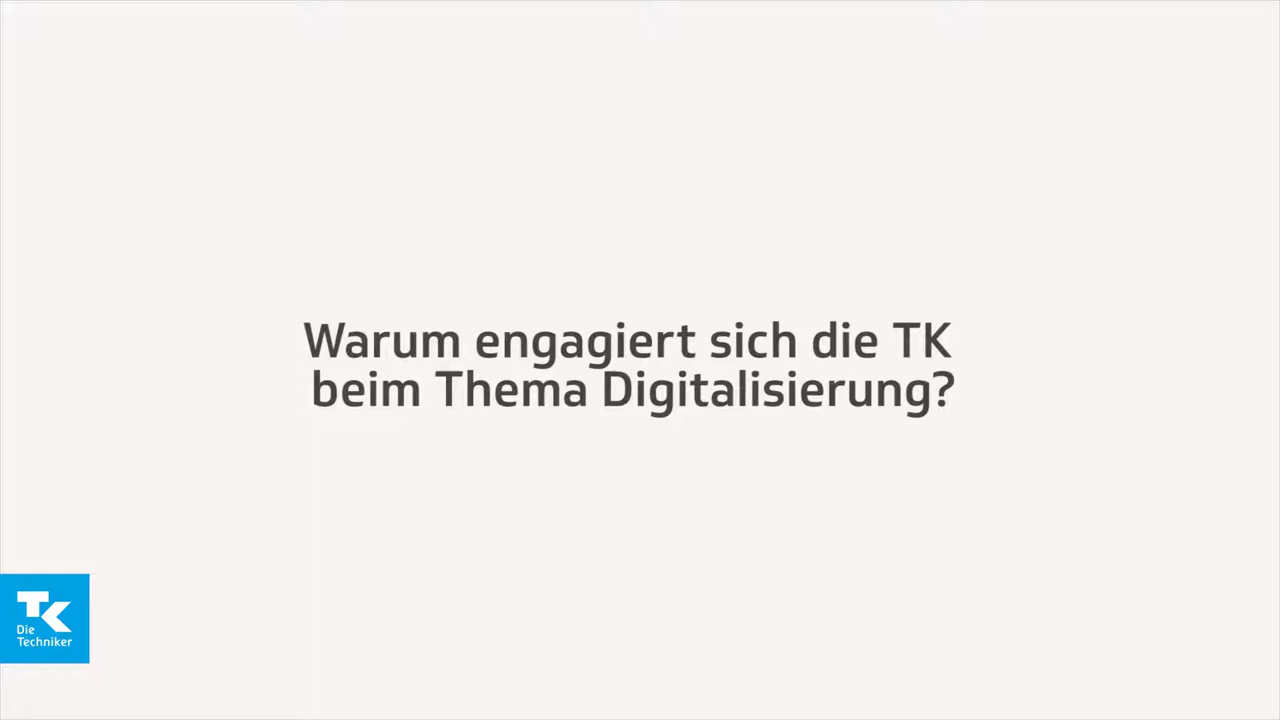 Warum engagiert sich die TK
beim Thema Digitalisierung?
TK
Die
Techniker